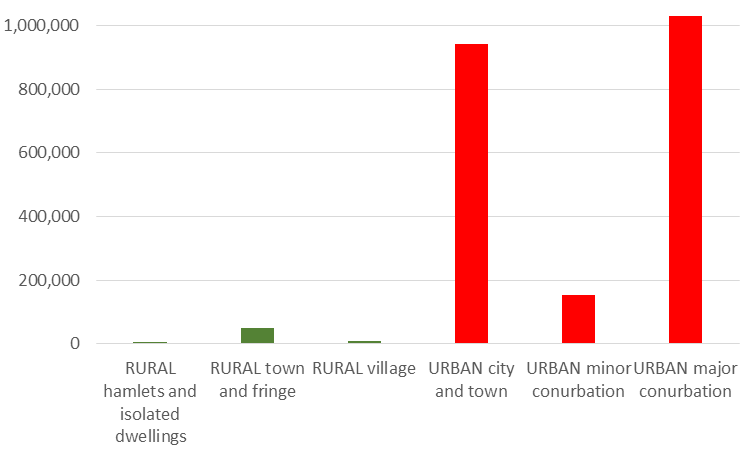 1,000,000
800,000
600,000
400,000
200,000
0
RURAL
hamlets and
isolated
dwellings
RURAL town
and fringe
RURAL village
URBAN city
and town
URBAN minor
conurbation
URBAN major
conurbation